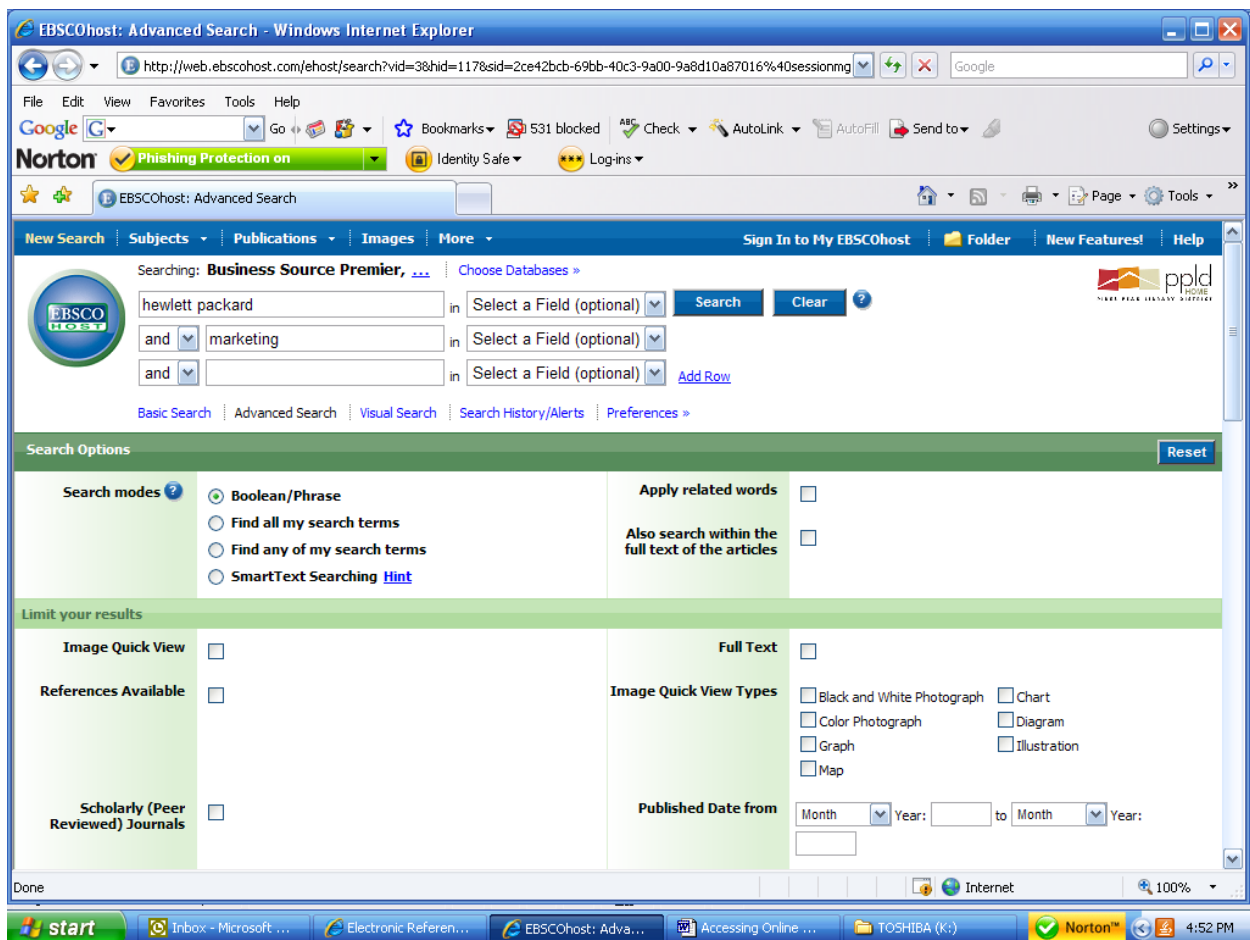 EBSCOhost: Advanced Search - Windows Internet Explorer
http://web.ebscohost.com/ehost/search?vid=3&hid=117&sid=2ce42bcb-69bb-40c3-9a00-9a8d10a87016%40sessionmg
Google
File Edit View Favorites Tools Help
Google G Go Bookmarks 531 blocked ABC Check AutoLink AutoFill Send to Settings
Norton Phishing Protection on Identity Safe Log-ins
EBSCOhost: Advanced Search Page Tools »
New Search Subjects Publications Images More Sign In to My EBSCOhost Folder New Features! Help
Searching: Business Source Premier, ... Choose Databases »
EBSCO
HOST
hewlett packard in Select a Field (optional) Search Clear ?
ppld
HOME
PIKES PEAK LIBRARY DISTRICT
and marketing in Select a Field (optional)
and in Select a Field (optional) Add Row
Basic Search Advanced Search Visual Search Search History/Alerts Preferences »
Search Options Reset
Search modes ? Boolean/Phrase
Find all my search terms
Find any of my search terms
SmartText Searching Hint
Apply related words
Also search within the
full text of the articles
Limit your results
Image Quick View Full Text
References Available Image Quick View Types Black and White Photograph Chart
Color Photograph Diagram
Graph Illustration
Map
Scholarly (Peer
Reviewed) Journals
Published Date from Month Year: to Month Year:
Done Internet 100%
start Inbox - Microsoft ... Electronic Referen... EBSCOhost: Adva... Accessing Online ... TOSHIBA (K:) Norton™ 4:52 PM